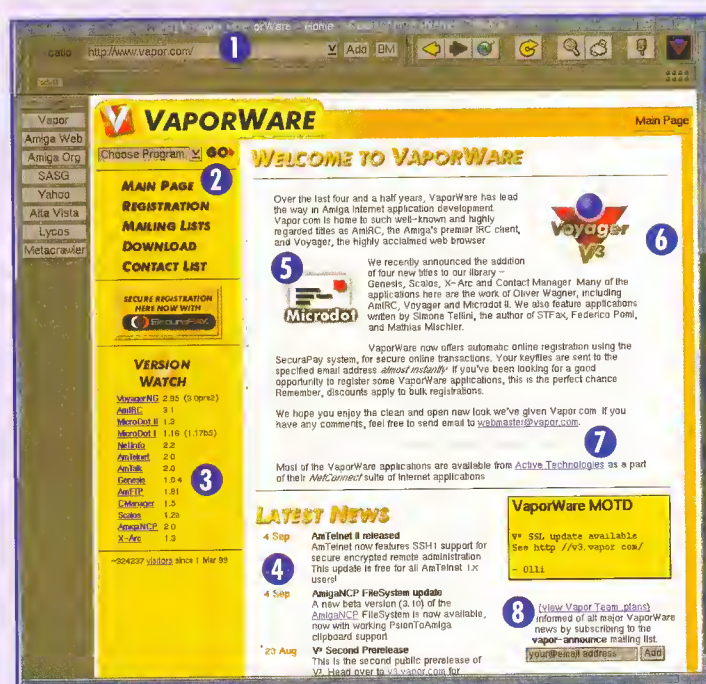 VaporWare - Home
http://www.vapor.com/
1
Add
BM
Vapor
Amiga Web
Amiga Org
SASG
Yahoo
Alta Vista
Lycos
Metacrawler
VAPORWARE
Main Page
Choose Program
GO
2
MAIN PAGE
REGISTRATION
MAILING LISTS
DOWNLOAD
CONTACT LIST
SECURE REGISTRATION
HERE NOW WITH
SecuraPay
VERSION
WATCH
VoyagerNG 2.95 (3.0pre2)
AmIRC 3.1
MicroDot II 1.3
MicroDot I 1.16 (1.17b5)
NetInfo 2.2
AmTelnet 2.0
AmTalk 2.0
Genesis 1.0.4
3
AmFTP 1.91
CManager 1.5
Scalos 1.2a
AmigaNCP 2.0
X-Arc 1.3
~324237 visitors since 1 Mar 99
WELCOME TO VAPORWARE
Over the last four and a half years, VaporWare has lead
the way in Amiga Internet application development.
Vapor com is home to such well-known and highly
regarded titles as AmIRC, the Amiga's premier IRC client,
and Voyager, the highly acclaimed web browser
Voyager
V3
6
5
Microdot
We recently announced the addition
of four new titles to our library –
Genesis, Scalos, X-Arc and Contact Manager Many of the
applications here are the work of Oliver Wagner, including
AmIRC, Voyager and Microdot II. We also feature applications
written by Simone Tellini, the author of STFax, Federico Pomi,
and Mathias Mischler.
VaporWare now offers automatic online registration using the
SecuraPay system, for secure online transactions. Your keyfiles are sent to the
specified email address almost instantly If you've been looking for a good
opportunity to register some VaporWare applications, this is the perfect chance
Remember, discounts apply to bulk registrations.
We hope you enjoy the clean and open new look we've given Vapor com If you
have any comments, feel free to send email to webmaster@vapor.com.
7
Most of the VaporWare applications are available from Active Technologies as a part
of their NetConnect suite of Internet applications
LATEST NEWS
4 Sep AmTelnet II released
AmTelnet now features SSH1 support for
secure encrypted remote administration
This update is free for all AmTelnet 1.x
users!
4
4 Sep AmigaNCP FileSystem update
A new beta version (3.10) of the
AmigaNCP FileSystem is now available,
now with working PsionToAmiga
clipboard support
23 Aug V³ Second Prerelease
This is the second public prerelease of
V³. Head over to v3.vapor.com for
VaporWare MOTD
V³ SSL update available
See http //v3.vapor com/
- Olli
8
(view Vapor Team .plans)
informed of all major VaporWare
news by subscribing to the
vapor-announce mailing list.
your@email address
Add